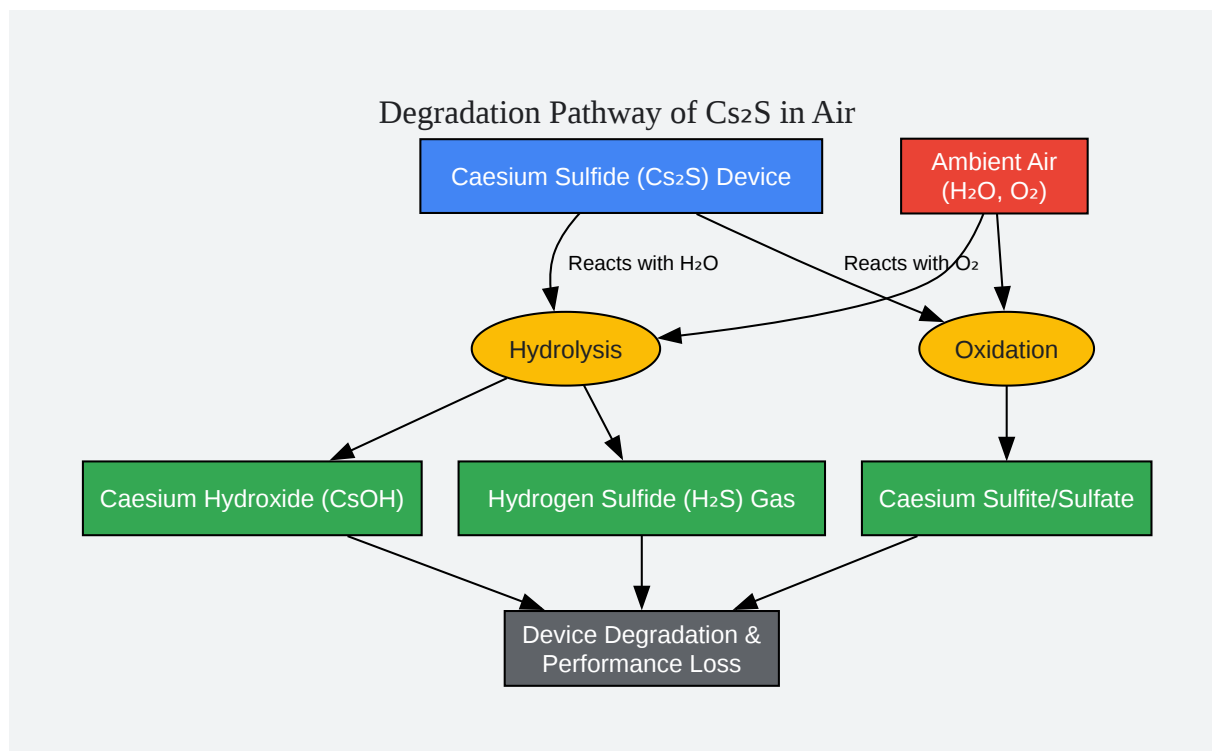 Degradation Pathway of Cs₂S in Air
Caesium Sulfide (Cs₂S) Device
Ambient Air
(H₂O, O₂)
Reacts with H₂O
Reacts with O₂
Hydrolysis
Oxidation
Caesium Hydroxide (CsOH)
Hydrogen Sulfide (H₂S) Gas
Caesium Sulfite/Sulfate
Device Degradation &
Performance Loss